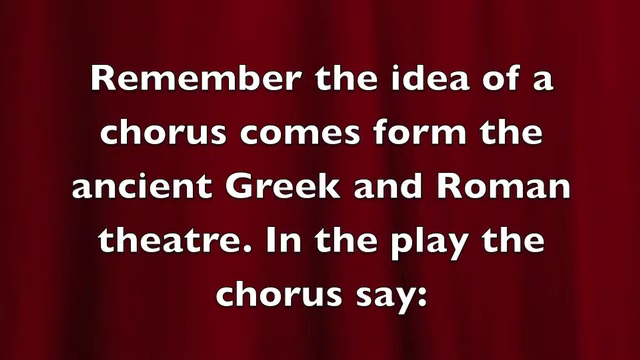 Remember the idea of a
chorus comes form the
ancient Greek and Roman
theatre. In the play the
chorus say: